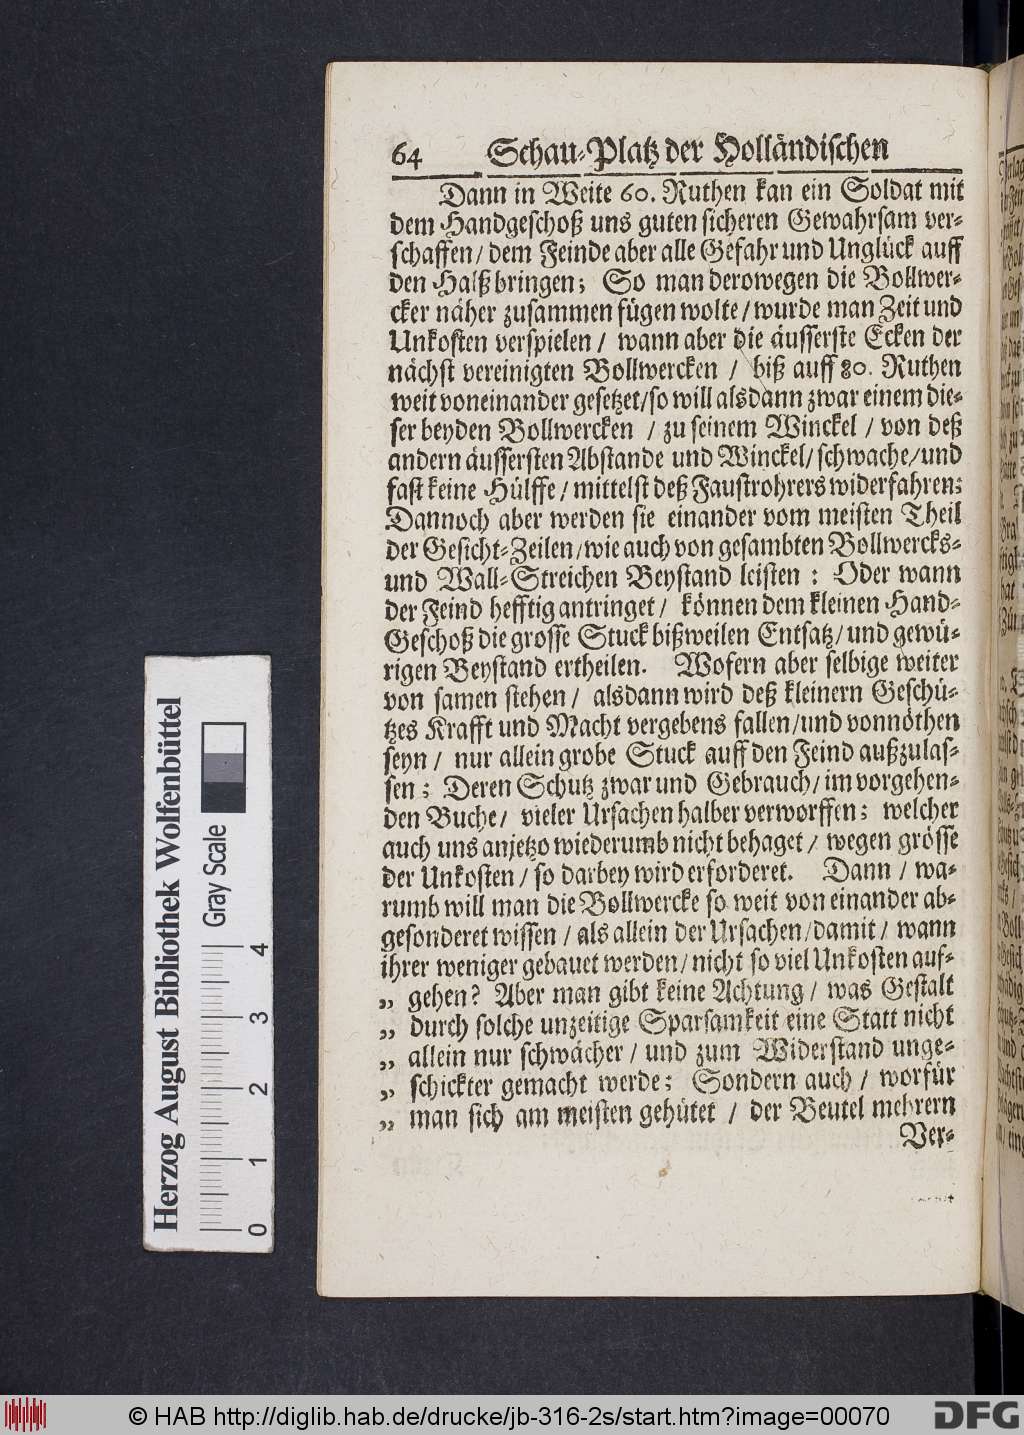 64 Schau-Platz der Holländischen
Dann in Weite 60. Ruthen kan ein Soldat mit
dem Handgeschoß uns guten sicheren Gewahrsam ver-
schaffen / dem Feinde aber alle Gefahr und Unglück auff
den Halß bringen; So man derowegen die Bollwer-
cker näher zusammen fügen wolte / wurde man Zeit und
Unkosten verspielen / wann aber die äusserste Ecken der
nächst vereinigten Bollwercken / biß auff 80. Ruthen
weit voneinander gesetzet / so will alsdann zwar einem die-
ser beyden Bollwercken / zu seinem Winckel / von deß
andern äussersten Abstande und Winckel / schwache / und
fast keine Hülffe / mittelst deß Faustrohrers widerfahren;
Dannoch aber werden sie einander vom meisten Theil
der Gesicht-Zeilen / wie auch von gesambten Bollwercks-
und Wall-Streichen Beystand leisten : Oder wann
der Feind hefftig antringet / können dem kleinen Hand-
Geschoß die grosse Stuck bißweilen Entsatz / und gewü-
rigen Beystand ertheilen. Wofern aber selbige weiter
von samen stehen / alsdann wird deß kleinern Geschü-
tzes Krafft und Macht vergebens fallen / und vonnöthen
seyn / nur allein grobe Stuck auff den Feind außzulas-
sen ; Deren Schutz zwar und Gebrauch / im vorgehen-
den Buche / vieler Ursachen halber verworffen; welcher
auch uns anjetzo wiederumb nicht behaget / wegen grösse
der Unkosten / so darbey wird erforderet. Dann / wa-
rumb will man die Bollwercke so weit von einander ab-
gesonderet wissen / als allein der Ursachen / damit / wann
ihrer weniger gebauet werden / nicht so viel Unkosten auf-
„ gehen? Aber man gibt keine Achtung / was Gestalt
„ durch solche unzeitige Sparsamkeit eine Statt nicht
„ allein nur schwächer / und zum Widerstand unge-
„ schickter gemacht werde; Sondern auch / worfür
„ man sich am meisten gehütet / der Beutel mehrern
Ver-
Herzog August Bibliothek Wolfenbüttel
Gray Scale
0 1 2 3 4
© HAB http://diglib.hab.de/drucke/jb-316-2s/start.htm?image=00070
DFG